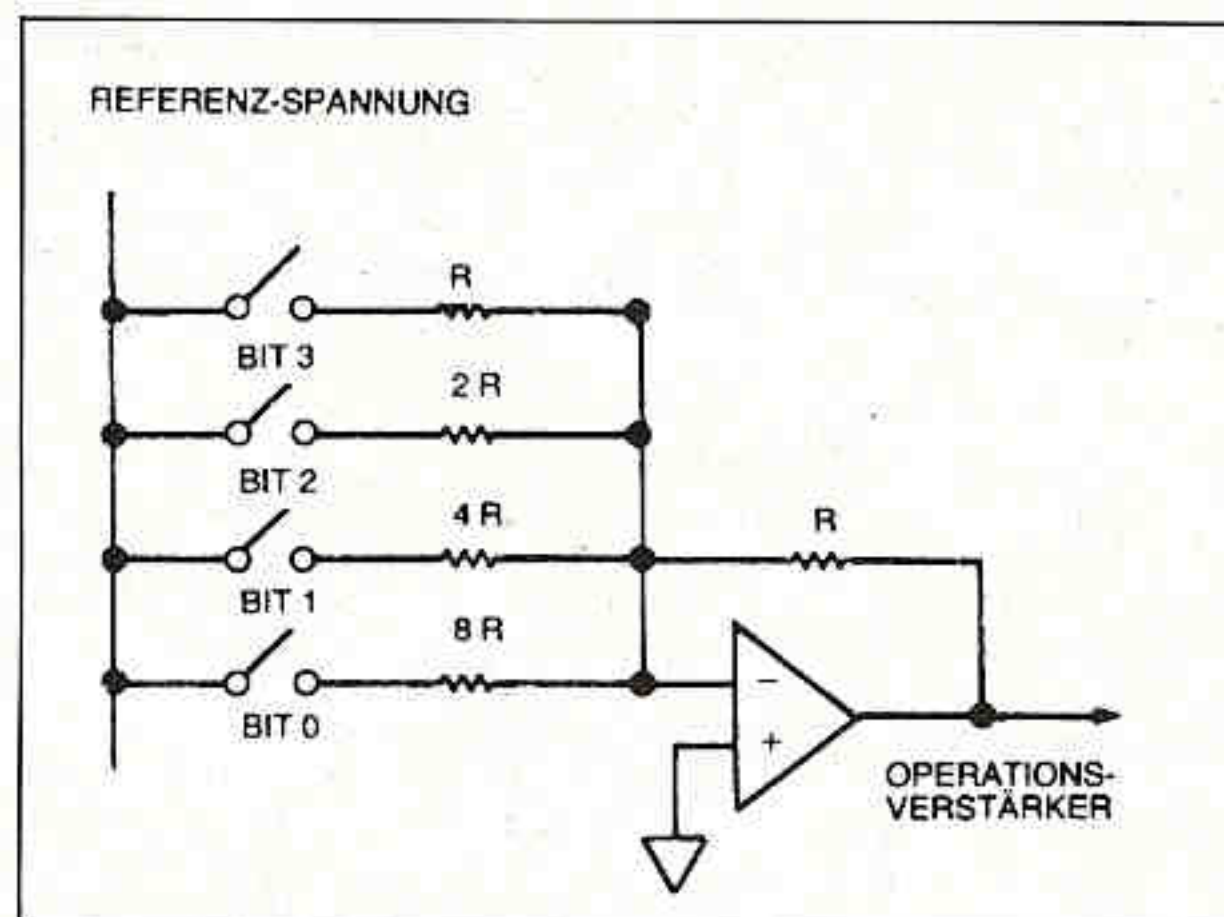 REFERENZ-SPANNUNG
R
BIT 3
2 R
BIT 2
4 R
R
BIT 1
8 R
BIT 0
−
+
OPERATIONS-
VERSTÄRKER